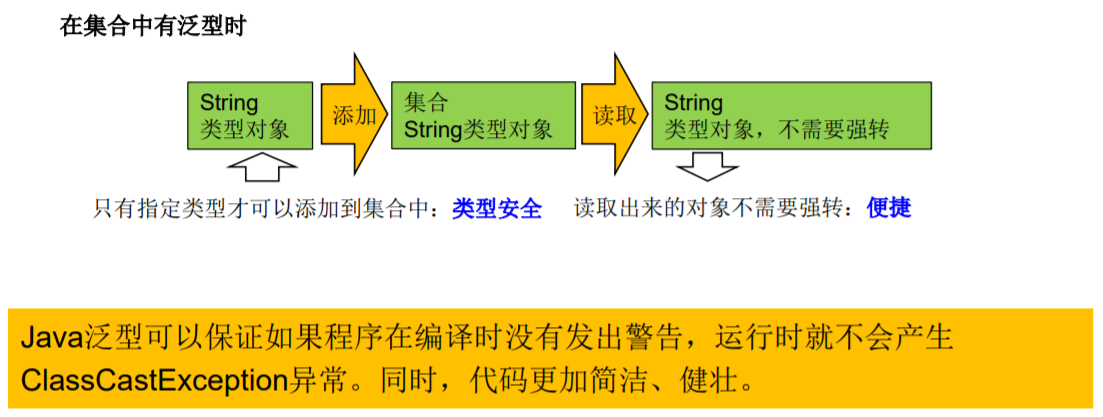 在集合中有泛型时
String
类型对象
添加
集合
String类型对象
读取
String
类型对象，不需要强转
只有指定类型才可以添加到集合中：类型安全
读取出来的对象不需要强转：便捷
Java泛型可以保证如果程序在编译时没有发出警告，运行时就不会产生
ClassCastException异常。同时，代码更加简洁、健壮。